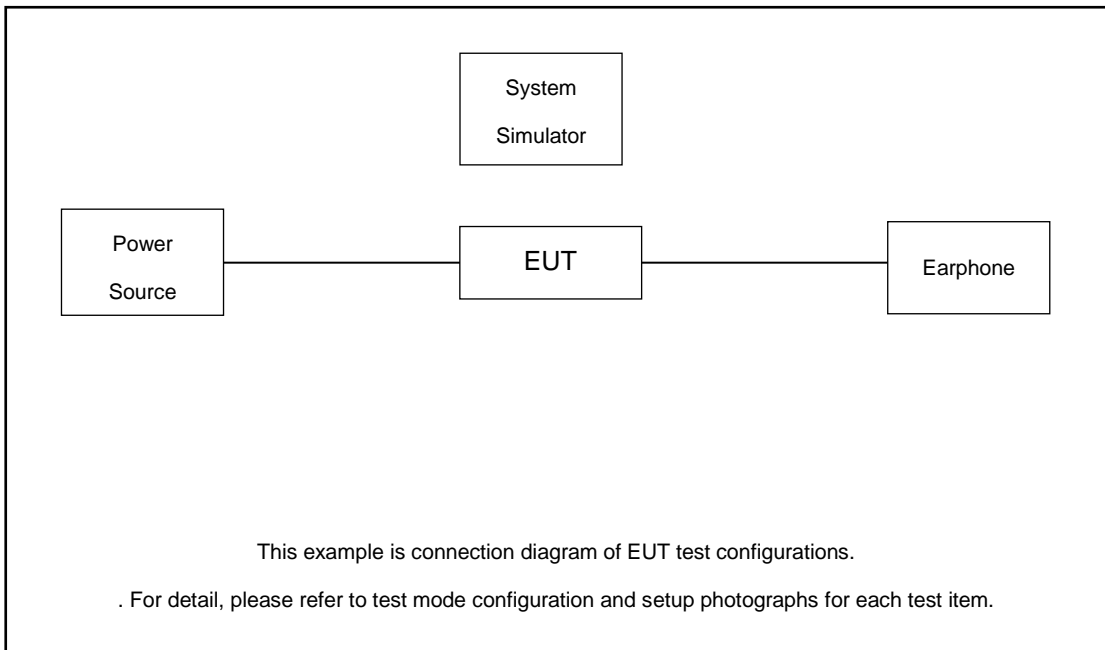 System
Simulator
Power
Source
EUT
Earphone
This example is connection diagram of EUT test configurations.
. For detail, please refer to test mode configuration and setup photographs for each test item.